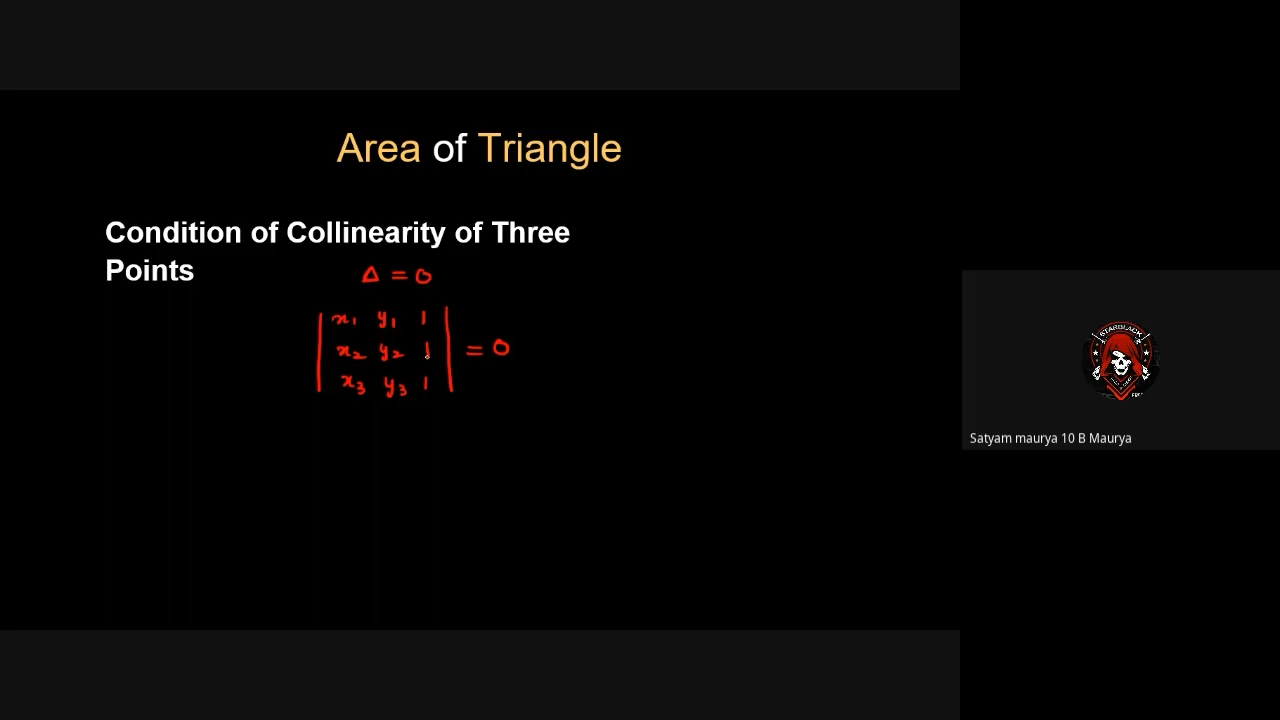 Area of Triangle
Condition of Collinearity of Three
Points
Δ = 0
| x₁ y₁ 1 |
| x₂ y₂ 1 | = 0
| x₃ y₃ 1 |
STARBLACK
Satyam maurya 10 B Maurya